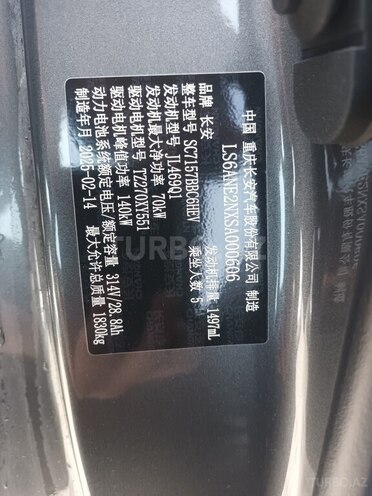 中国 重庆长安汽车股份有限公司 制造
LS6ANE2NXSA000606
品牌 长安
整车型号 SC7157BBC6HEV 发动机排量 1497mL
发动机型号 JL469Q1 乘坐人数 5
发动机最大净功率 70kW
驱动电机型号 TZ270XY551
驱动电机峰值功率 140kW
动力电池系统额定电压/额定容量 314V/28.8Ah
制造年月 2025-02-14 最大允许总质量 1830kg
TURBO
TURBO.AZ